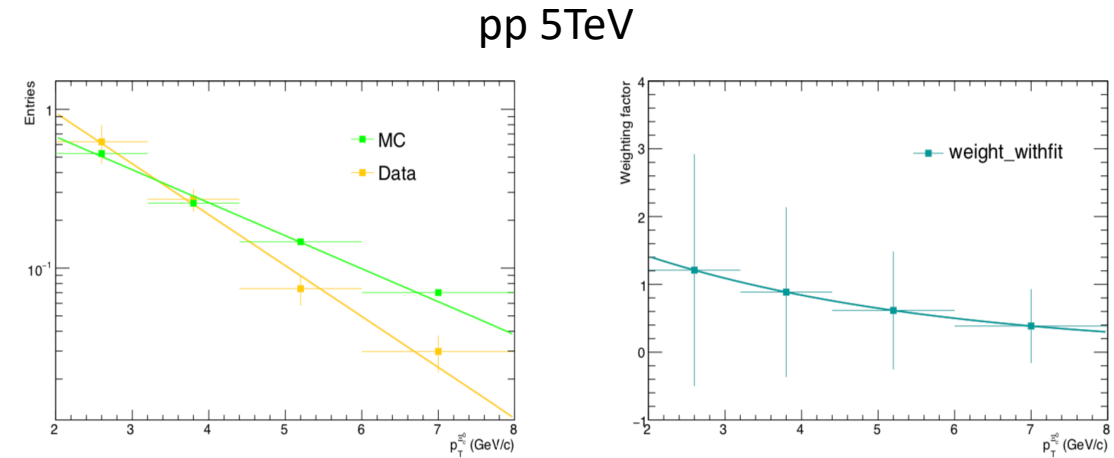 pp 5TeV
Entries
1
10⁻¹
MC
Data
2 3 4 5 6 7 8
p_T (GeV/c)
Weighting factor
4
3
2
1
0
−1
weight_withfit
2 3 4 5 6 7 8
p_T (GeV/c)